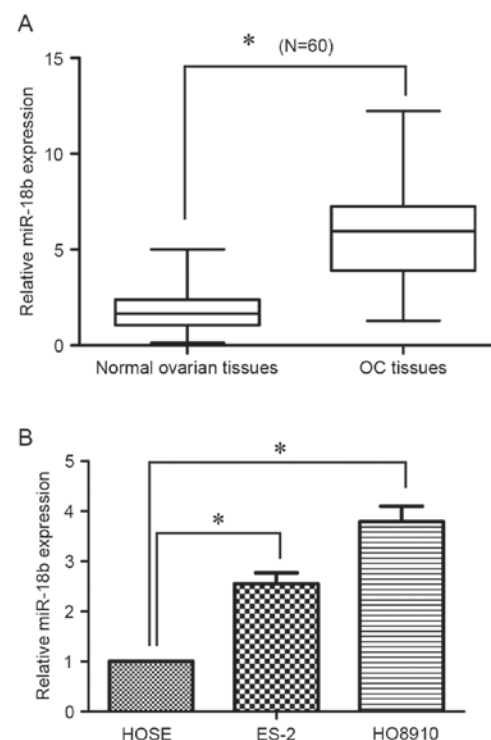 A
* (N=60)
Relative miR-18b expression
15
10
5
0
Normal ovarian tissues
OC tissues
B
*
*
Relative miR-18b expression
5
4
3
2
1
0
HOSE
ES-2
HO8910